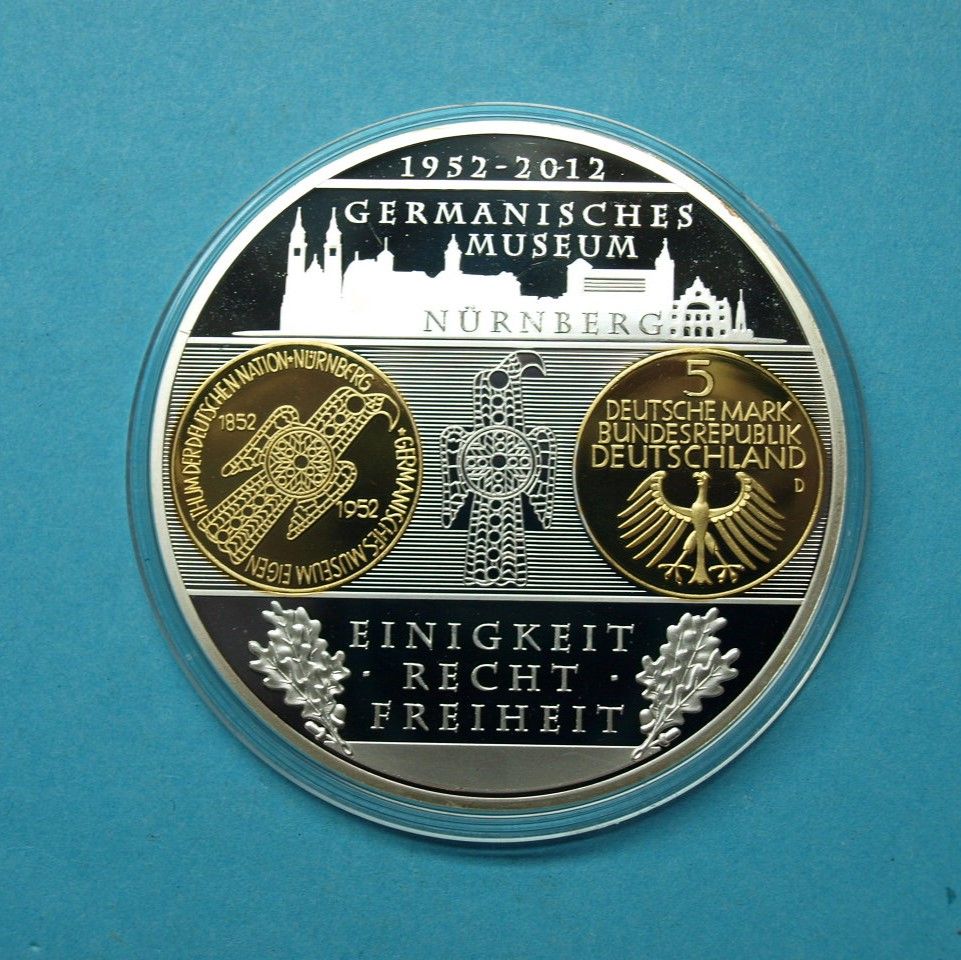 1952-2012
GERMANISCHES
MUSEUM
NÜRNBERG
1852
1952
GERMANISCHES MUSEUM EIGENTHUM DER DEUTSCHEN NATION • NÜRNBERG
5
DEUTSCHE MARK
BUNDESREPUBLIK
DEUTSCHLAND
D
EINIGKEIT
· RECHT ·
FREIHEIT